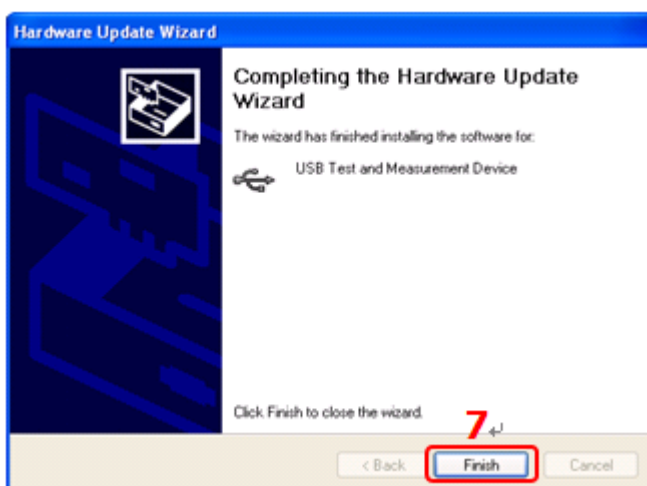 Hardware Update Wizard
Completing the Hardware Update
Wizard
The wizard has finished installing the software for:
USB Test and Measurement Device
Click Finish to close the wizard.
7
< Back
Finish
Cancel